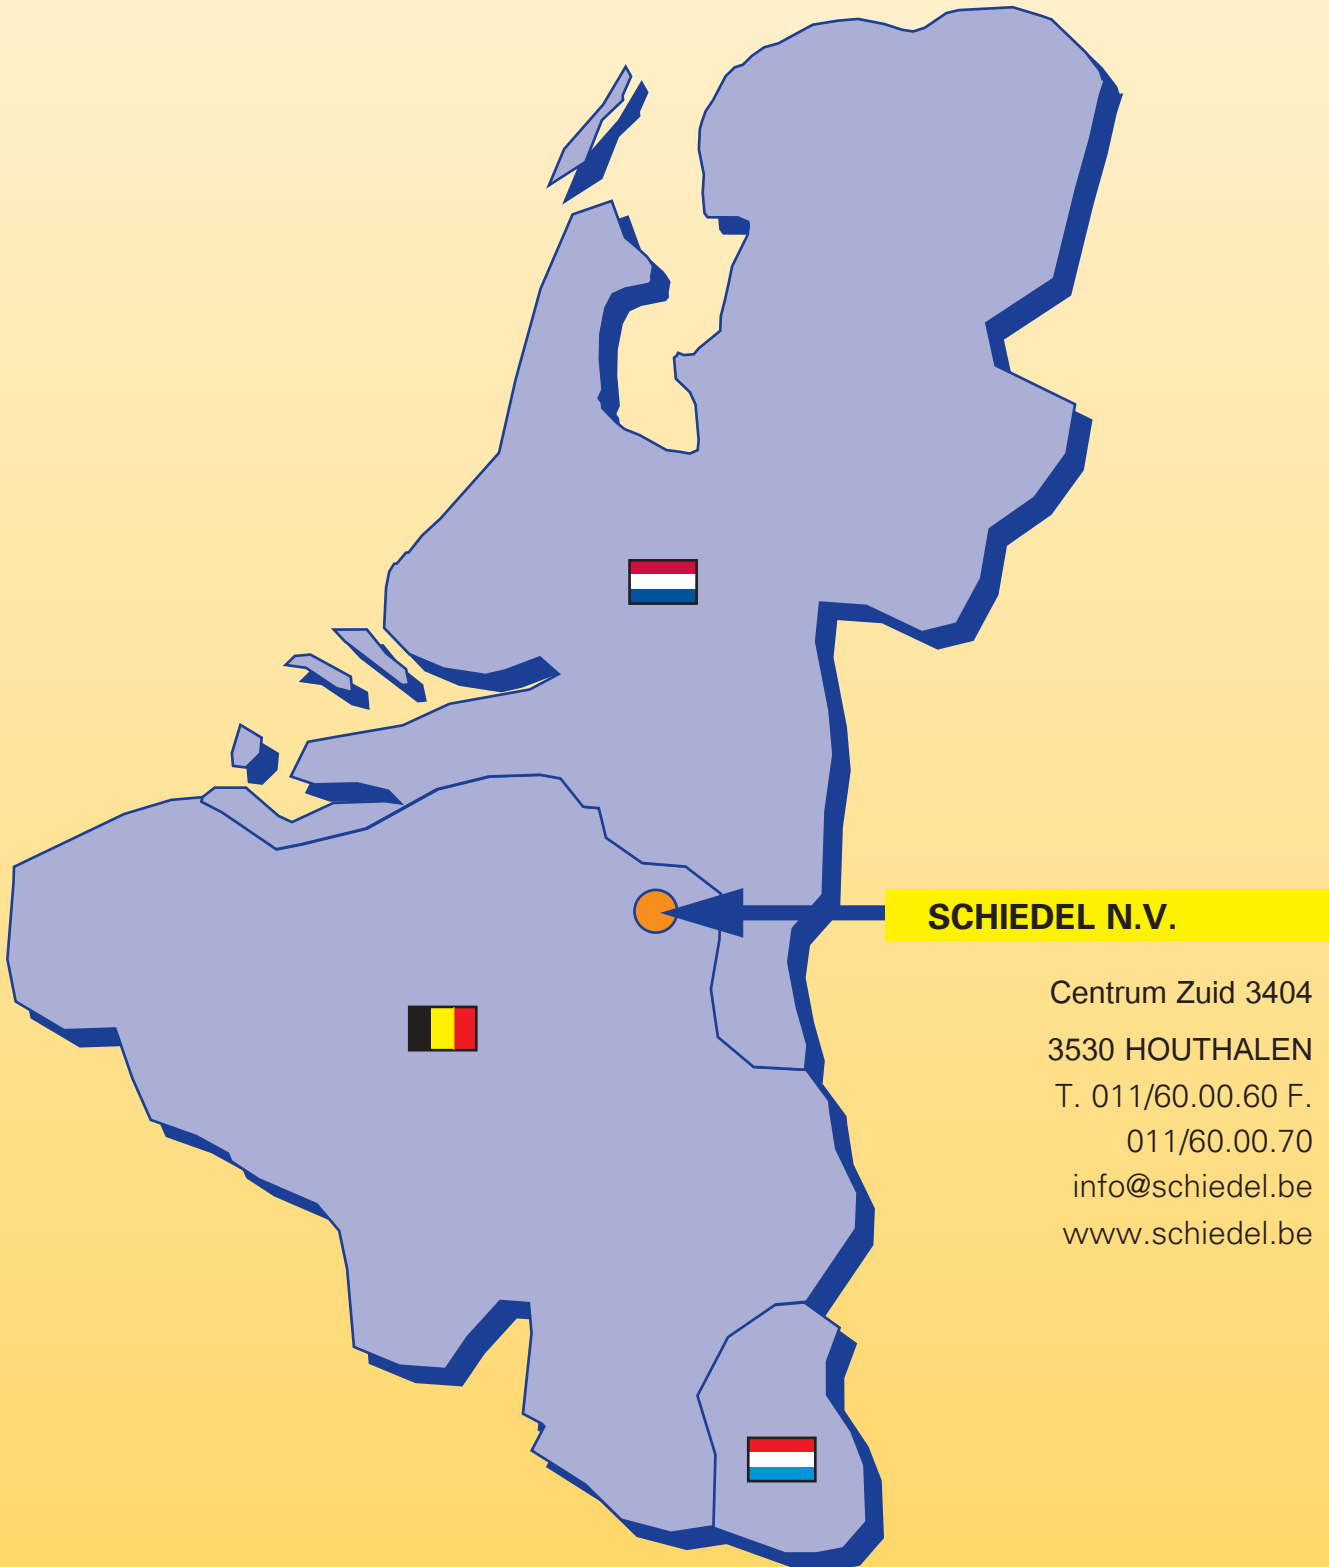 SCHIEDEL N.V.
Centrum Zuid 3404
3530 HOUTHALEN
T. 011/60.00.60 F.
011/60.00.70
info@schiedel.be
www.schiedel.be